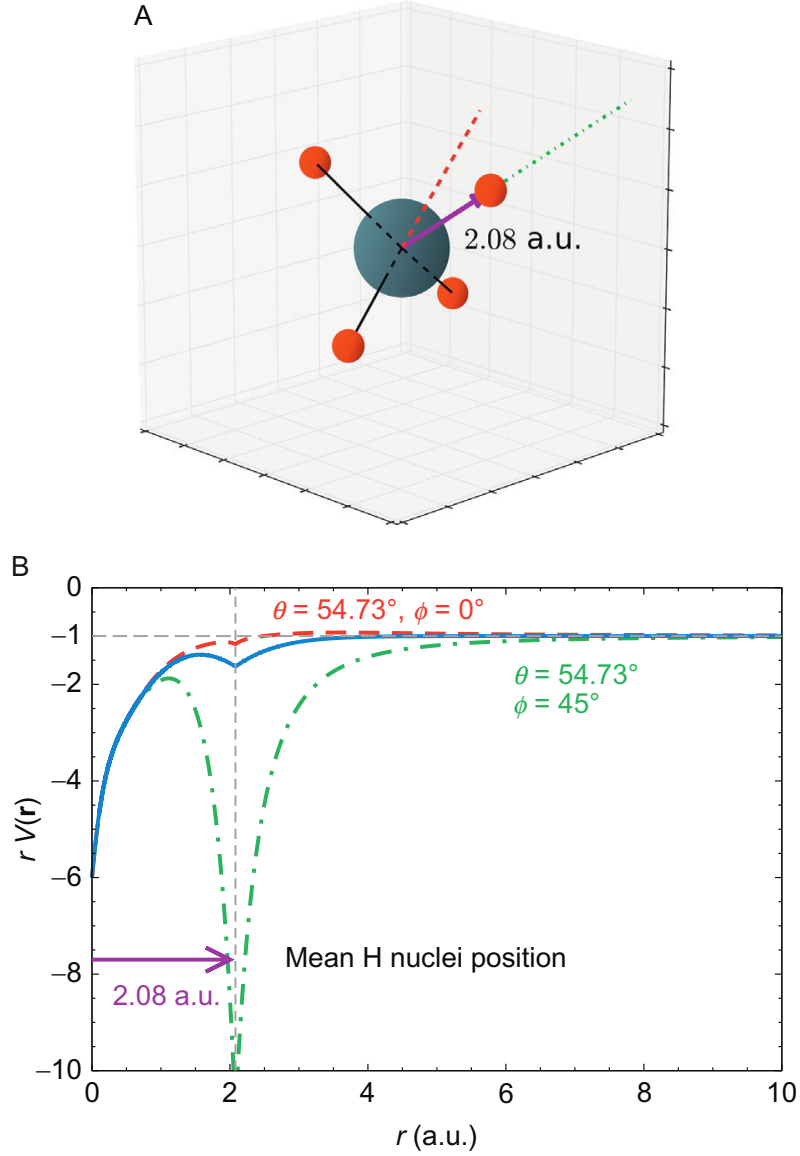 A
2.08 a.u.
B
0
−1
−2
−4
−6
−8
−10
r V(r)
θ = 54.73°, ϕ = 0°
θ = 54.73°
ϕ = 45°
Mean H nuclei position
2.08 a.u.
0 2 4 6 8 10
r (a.u.)